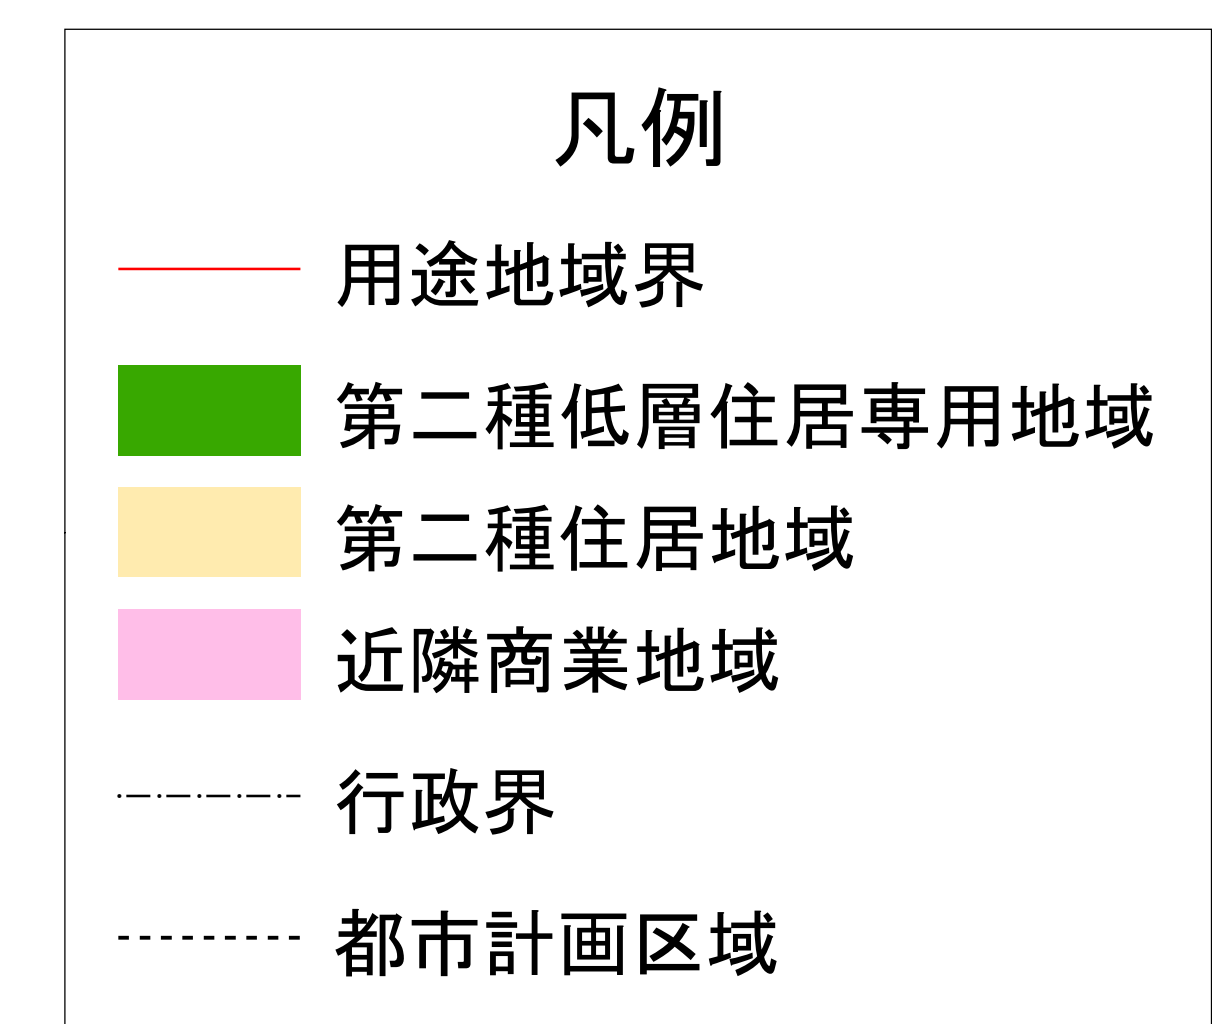 凡例
用途地域界
第二種低層住居専用地域
第二種住居地域
近隣商業地域
行政界
都市計画区域